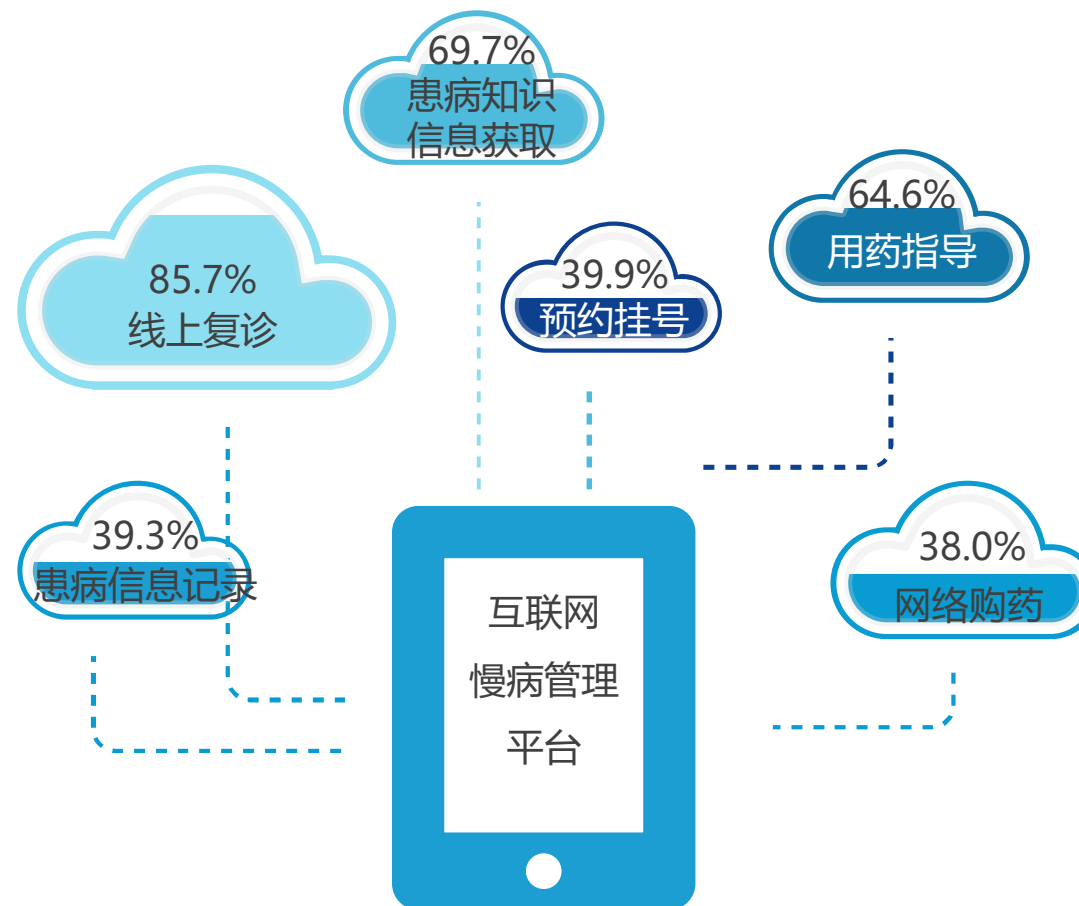 69.7%
患病知识
信息获取
64.6%
用药指导
85.7%
线上复诊
39.9%
预约挂号
39.3%
患病信息记录
38.0%
网络购药
互联网
慢病管理
平台